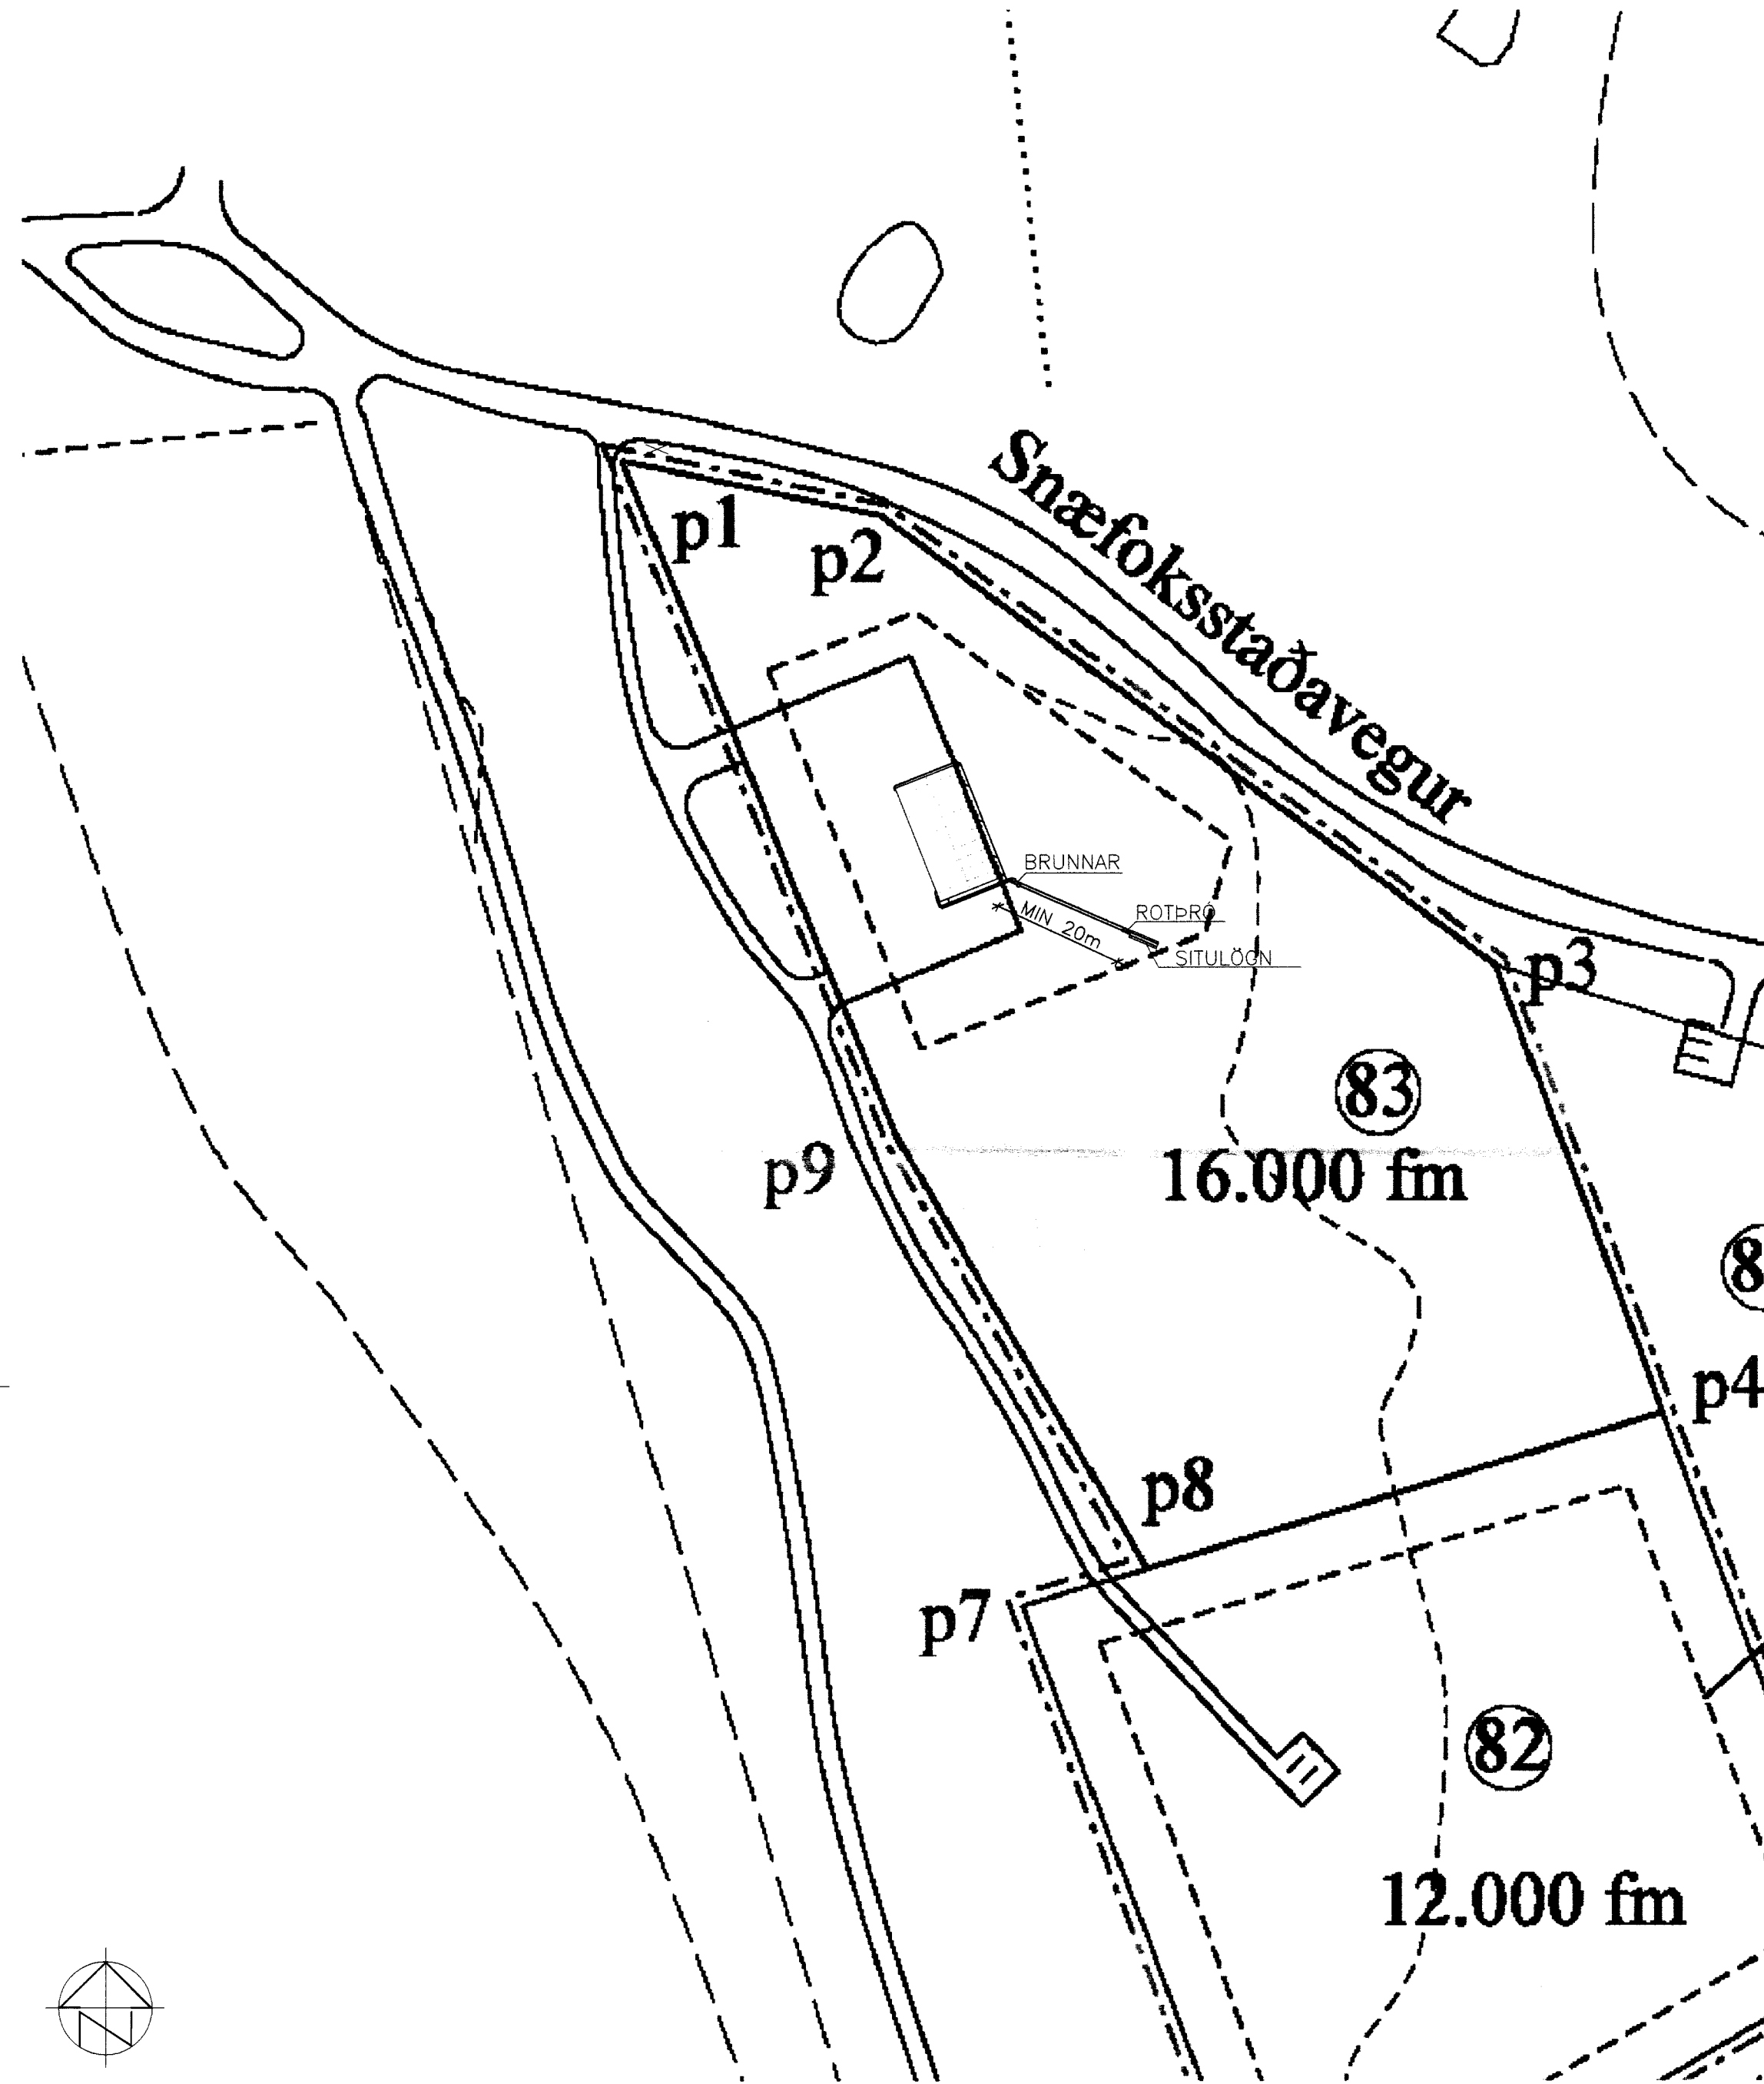 Snæfoksstaðavegur
p1
p2
BRUNNAR
ROTÞRÓ
MIN 20m
SITULÖGN
p3
83
p9
16.000 fm
8
p4
p8
p7
82
12.000 fm
N